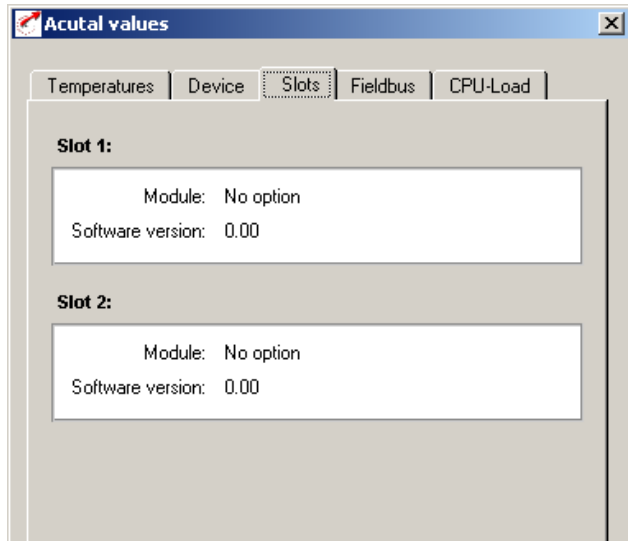 Acutal values
Temperatures Device Slots Fieldbus CPU-Load
Slot 1:
Module: No option
Software version: 0.00
Slot 2:
Module: No option
Software version: 0.00